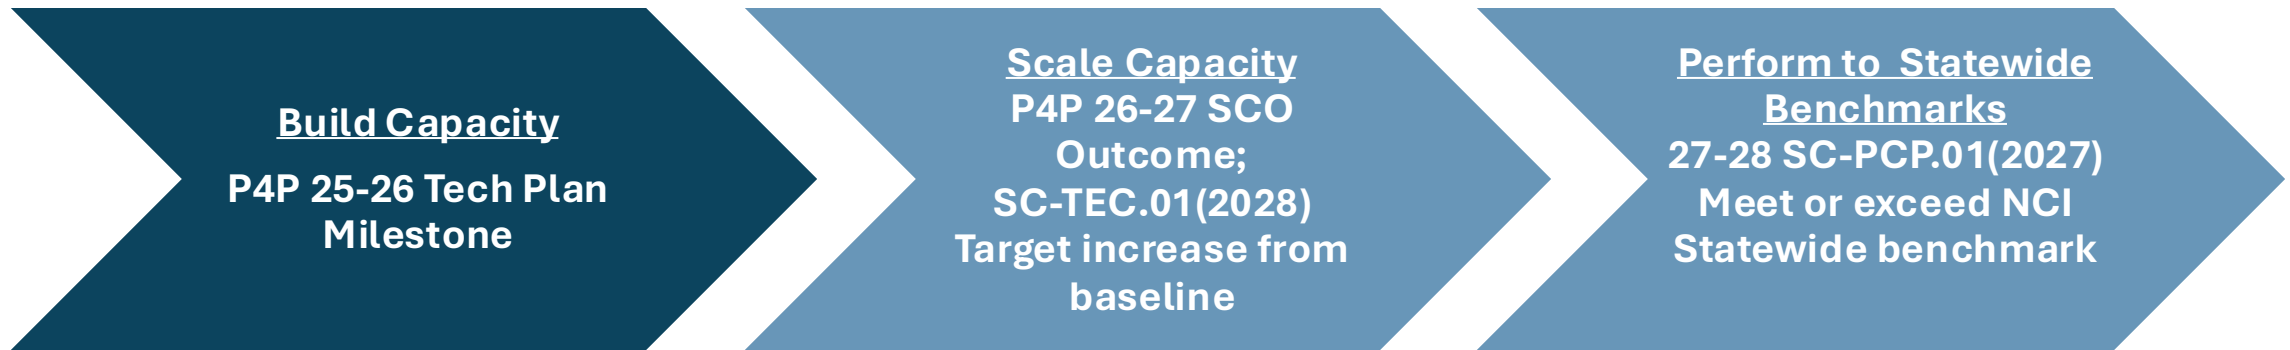 Build Capacity
P4P 25-26 Tech Plan
Milestone
Scale Capacity
P4P 26-27 SCO
Outcome;
SC-TEC.01(2028)
Target increase from
baseline
Perform to  Statewide
Benchmarks
27-28 SC-PCP.01(2027)
Meet or exceed NCI
Statewide benchmark